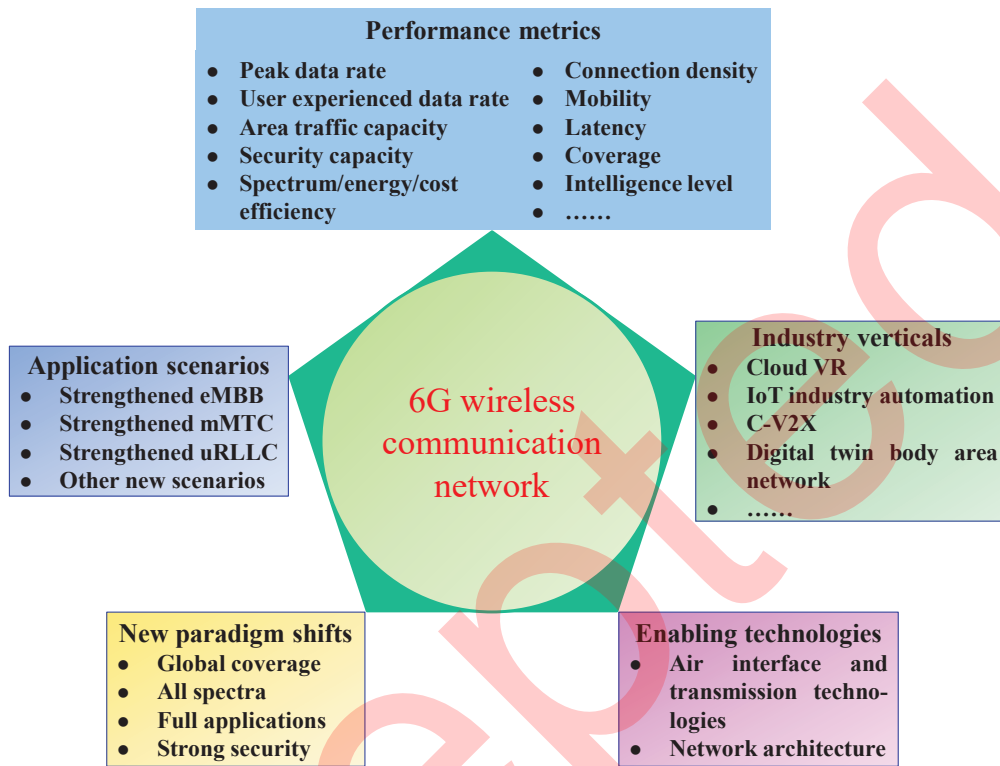 Performance metrics
● Peak data rate
● User experienced data rate
● Area traffic capacity
● Security capacity
● Spectrum/energy/cost
efficiency
● Connection density
● Mobility
● Latency
● Coverage
● Intelligence level
● ……
Application scenarios
● Strengthened eMBB
● Strengthened mMTC
● Strengthened uRLLC
● Other new scenarios
6G wireless
communication
network
Industry verticals
● Cloud VR
● IoT industry automation
● C-V2X
● Digital twin body area
network
● ……
New paradigm shifts
● Global coverage
● All spectra
● Full applications
● Strong security
Enabling technologies
● Air interface and
transmission techno-
logies
● Network architecture
epted